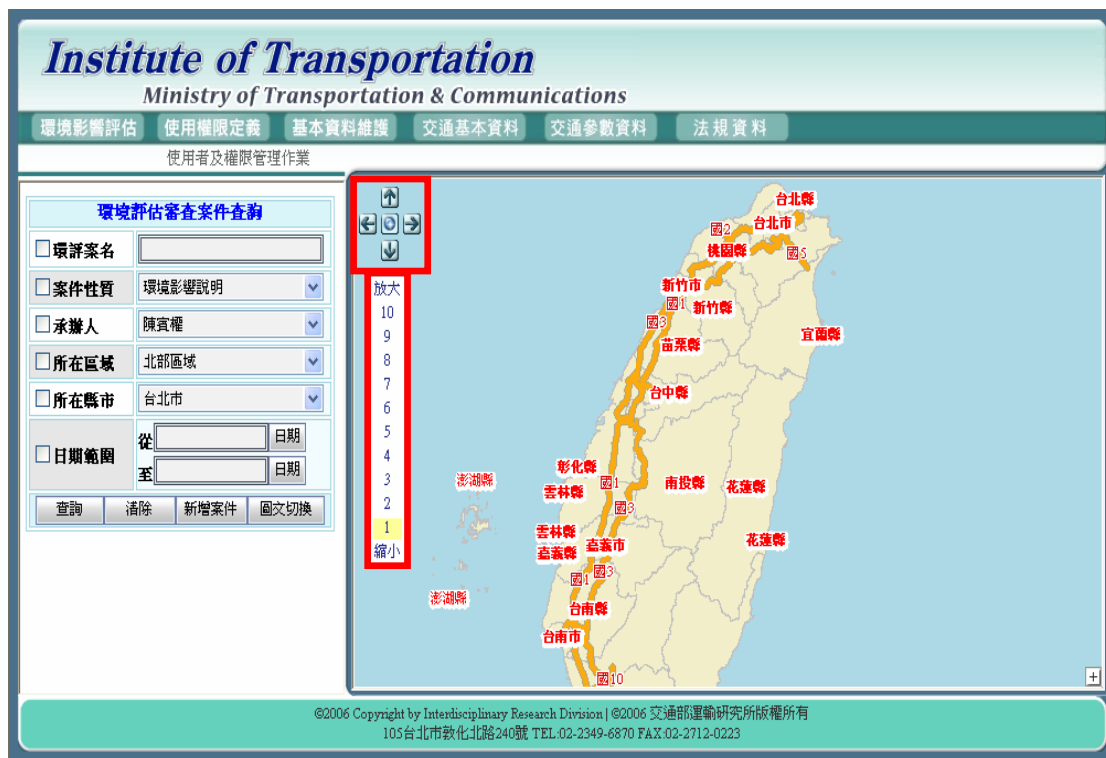 Institute of Transportation
Ministry of Transportation & Communications
環境影響評估 使用權限定義 基本資料維護 交通基本資料 交通參數資料 法規資料
使用者及權限管理作業
環境評估審查案件查詢
環評案名
案件性質 環境影響說明
承辦人 陳賓權
所在區域 北部區域
所在縣市 台北市
日期範圍 從 日期
至 日期
查詢 清除 新增案件 圖文切換
放大
10
9
8
7
6
5
4
3
2
1
縮小
台北縣
國2 台北市
桃園縣 國5
新竹市
國1 新竹縣
國3
宜蘭縣
苗栗縣
台中縣
彰化縣
澎湖縣 國1 南投縣 花蓮縣
雲林縣
國3
雲林縣
嘉義市 花蓮縣
嘉義縣
國1 國3
澎湖縣
台南縣
台南市
國10
+
©2006 Copyright by Interdisciplinary Research Division | ©2006 交通部運輸研究所版權所有
105台北市敦化北路240號 TEL:02-2349-6870 FAX:02-2712-0223